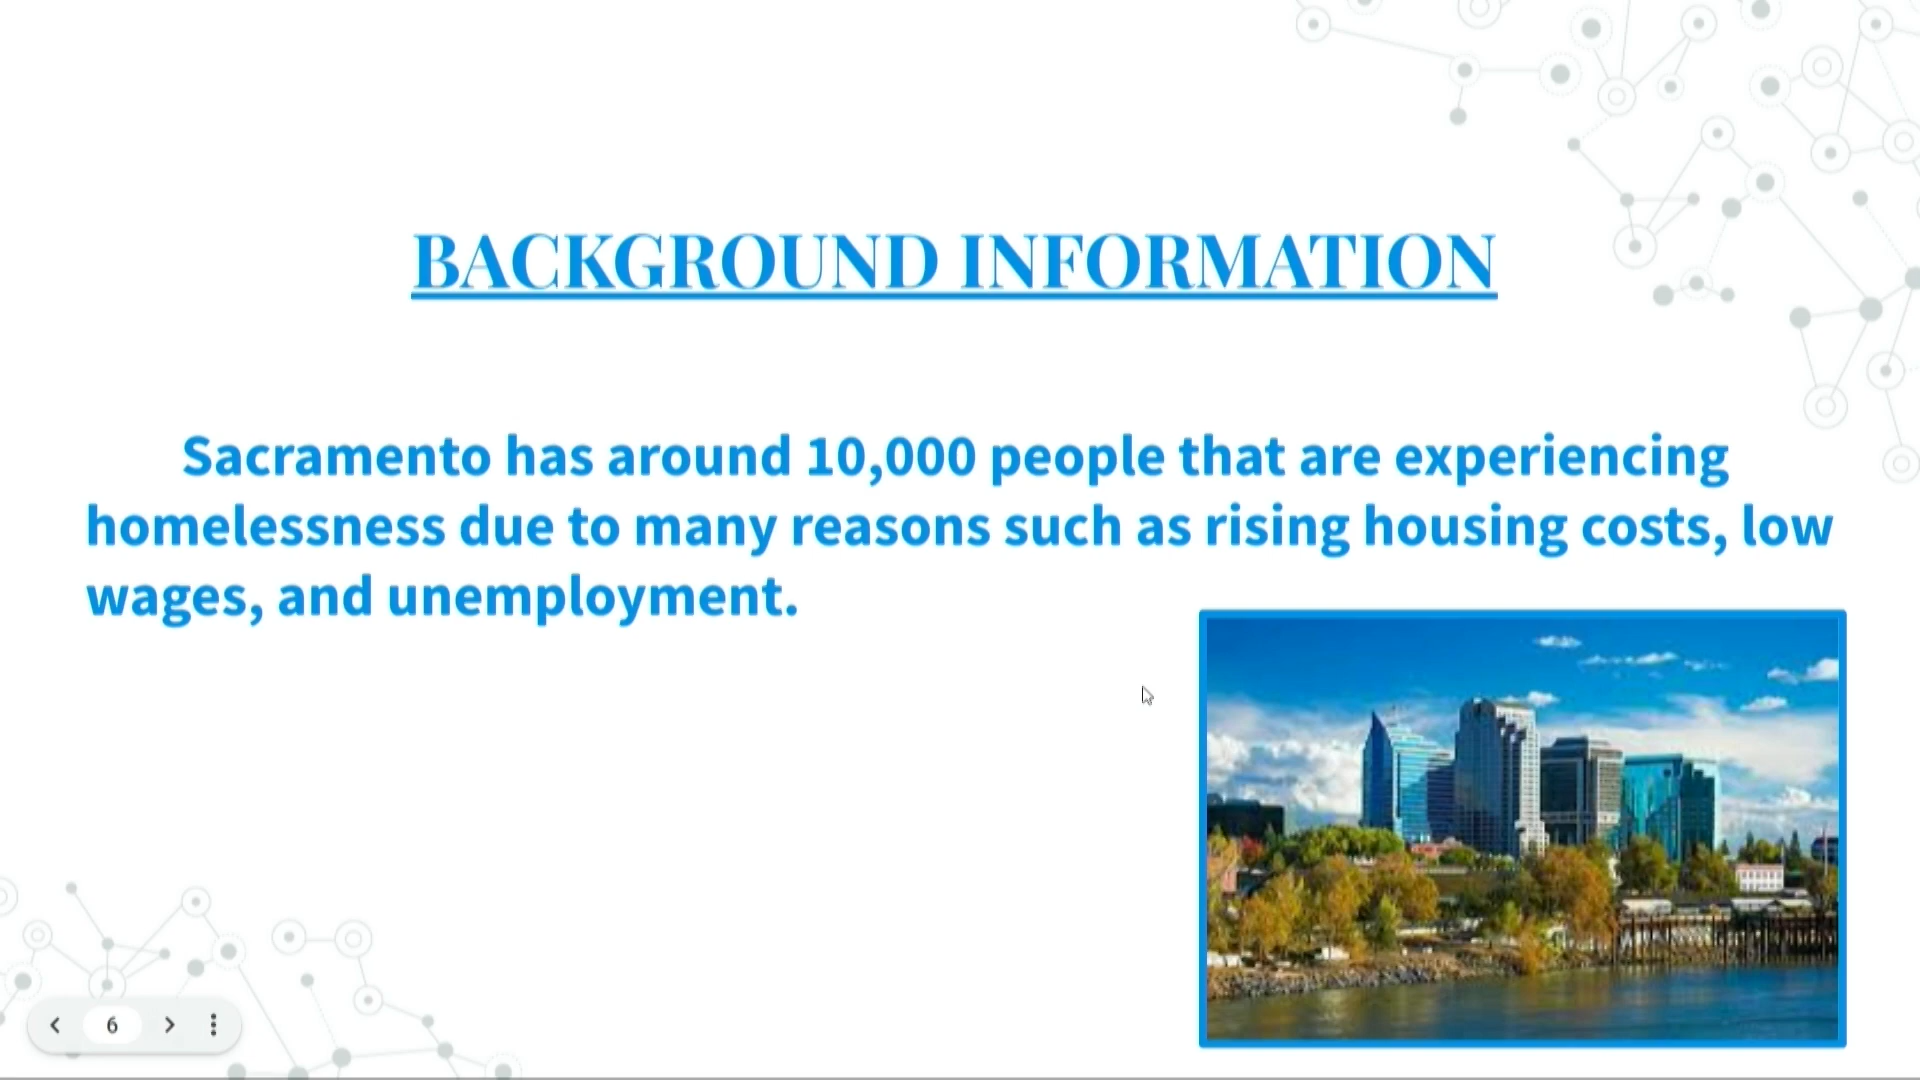 BACKGROUND INFORMATION
Sacramento has around 10,000 people that are experiencing
homelessness due to many reasons such as rising housing costs, low
wages, and unemployment.
6